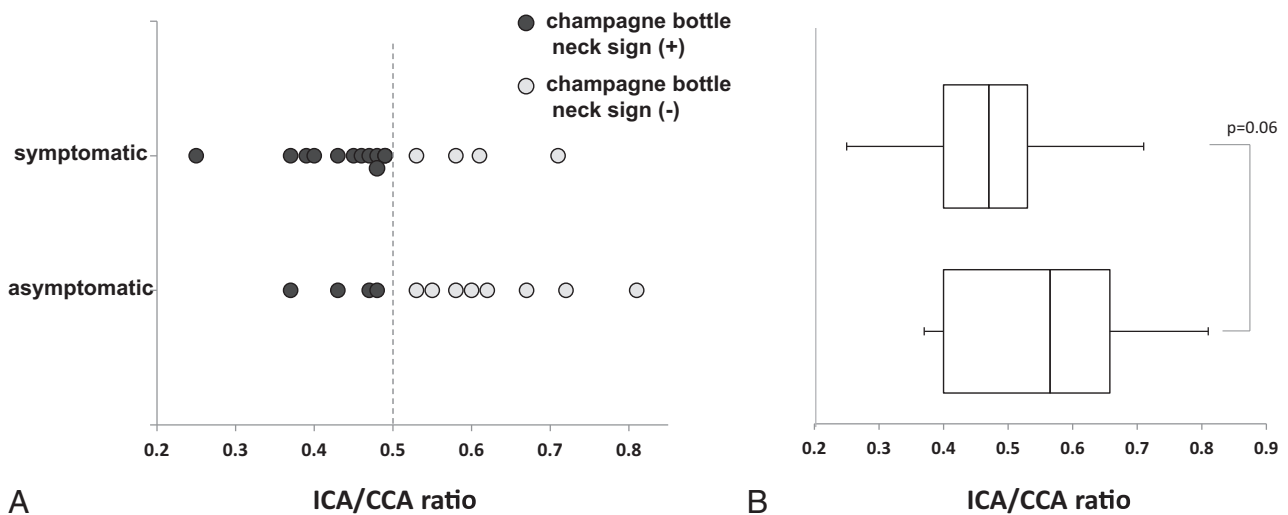 champagne bottle
neck sign (+)
champagne bottle
neck sign (-)
symptomatic
asymptomatic
0.2 0.3 0.4 0.5 0.6 0.7 0.8
A
ICA/CCA ratio
p=0.06
0.2 0.3 0.4 0.5 0.6 0.7 0.8 0.9
B
ICA/CCA ratio